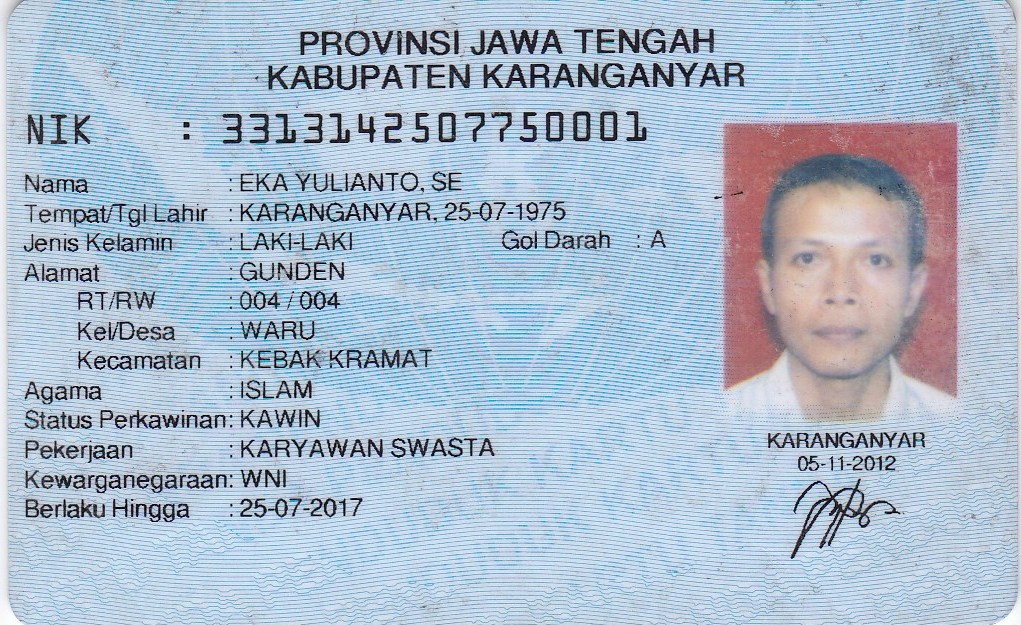 PROVINSI JAWA TENGAH
KABUPATEN KARANGANYAR
NIK : 3313142507750001
Nama : EKA YULIANTO, SE
Tempat/Tgl Lahir : KARANGANYAR, 25-07-1975
Jenis Kelamin : LAKI-LAKI Gol Darah : A
Alamat : GUNDEN
RT/RW : 004 / 004
Kel/Desa : WARU
Kecamatan : KEBAK KRAMAT
Agama : ISLAM
Status Perkawinan: KAWIN
Pekerjaan : KARYAWAN SWASTA
Kewarganegaraan: WNI
Berlaku Hingga : 25-07-2017
KARANGANYAR
05-11-2012